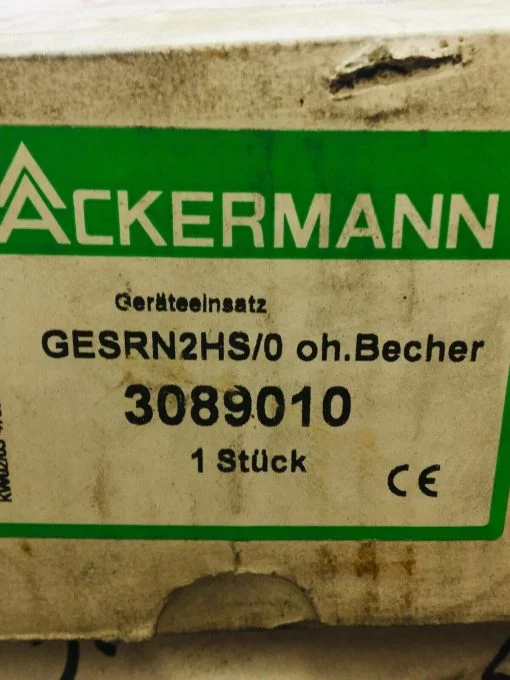 ACKERMANN
Geräteeinsatz
GESRN2HS/0 oh.Becher
3089010
1 Stück
CE